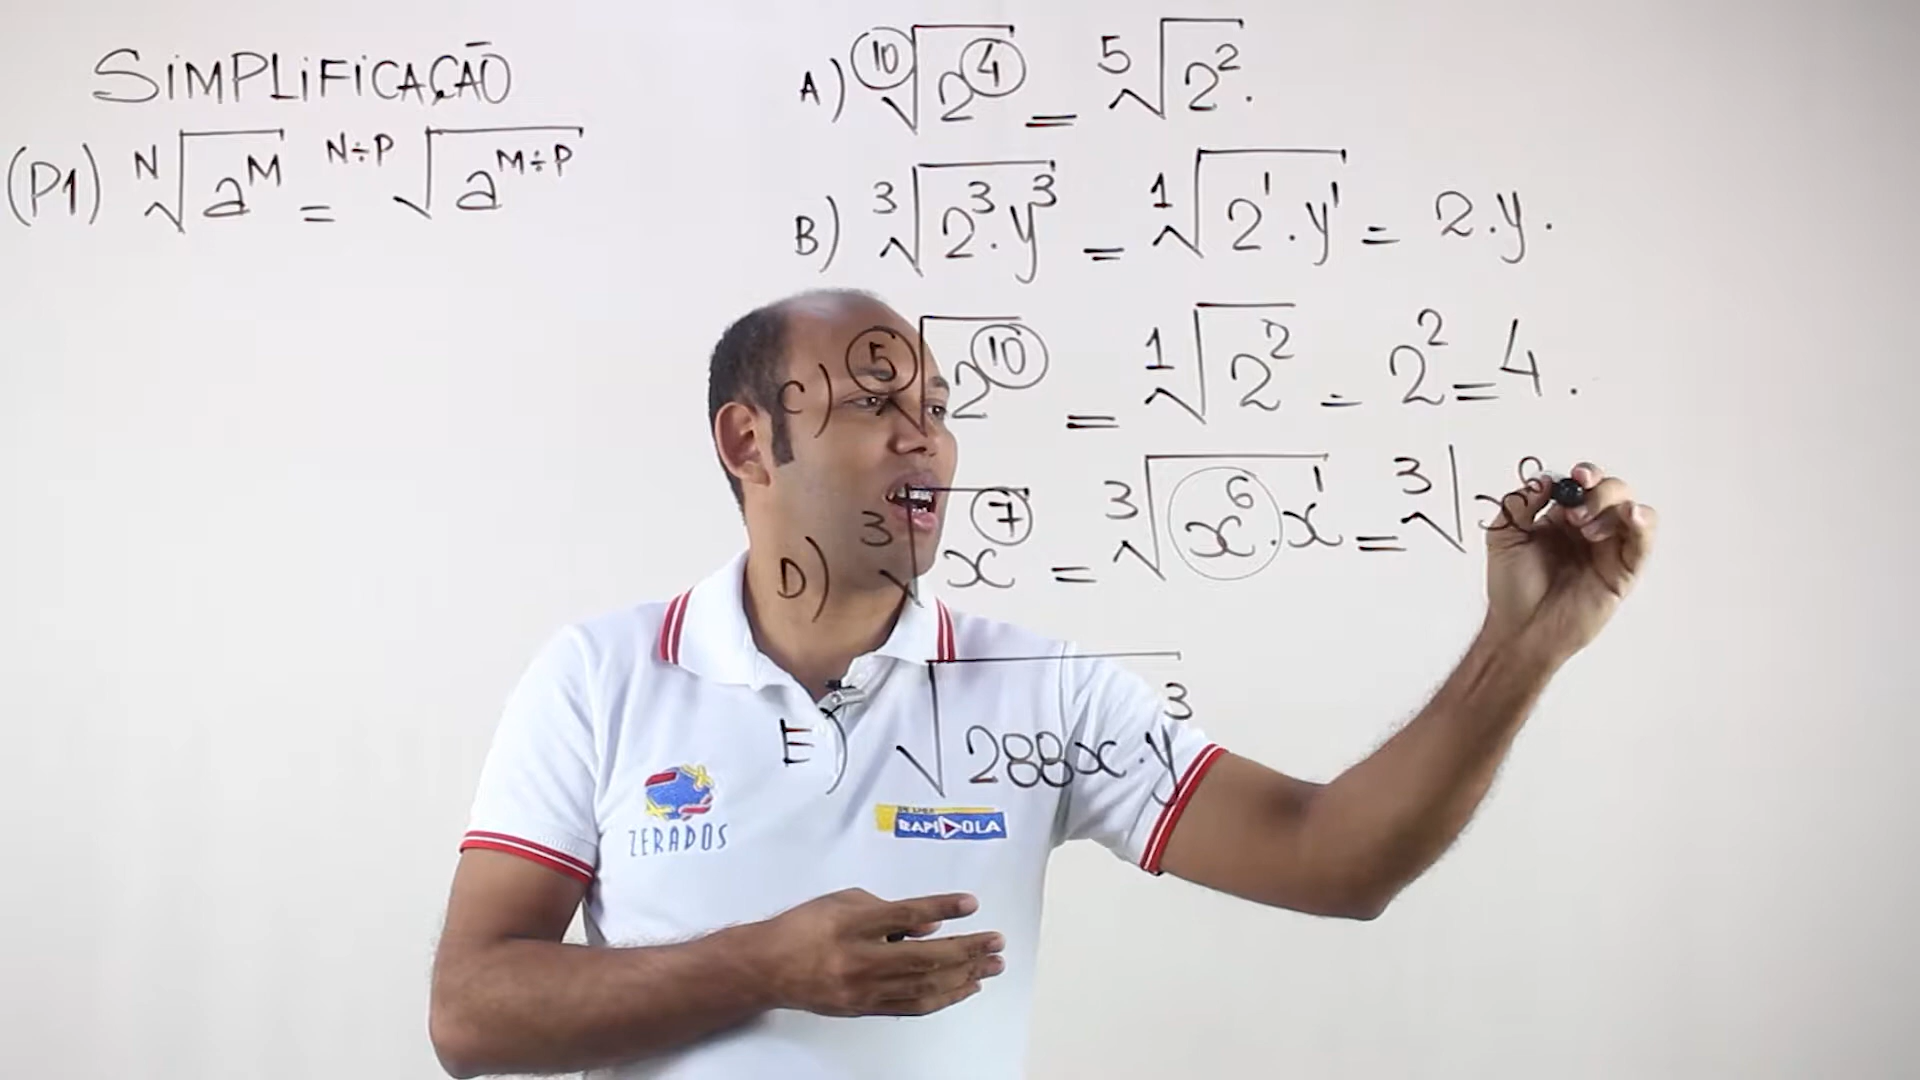 SIMPLIFICAÇÃO
(P1) ᴺ√(aᴹ) = ᴺ÷ᴾ√(aᴹ÷ᴾ)
A) ¹⁰√(2⁴) = ⁵√(2²).
B) ³√(2³.y³) = ¹√(2¹.y¹) = 2.y.
C) ⁵√(2¹⁰) = ¹√(2²) = 2² = 4.
D) ³√(x⁷) = ³√(x⁶.x¹) = ³√(x⁶
E) √(288x.y³)
ZERADOS
RAPIDOLA